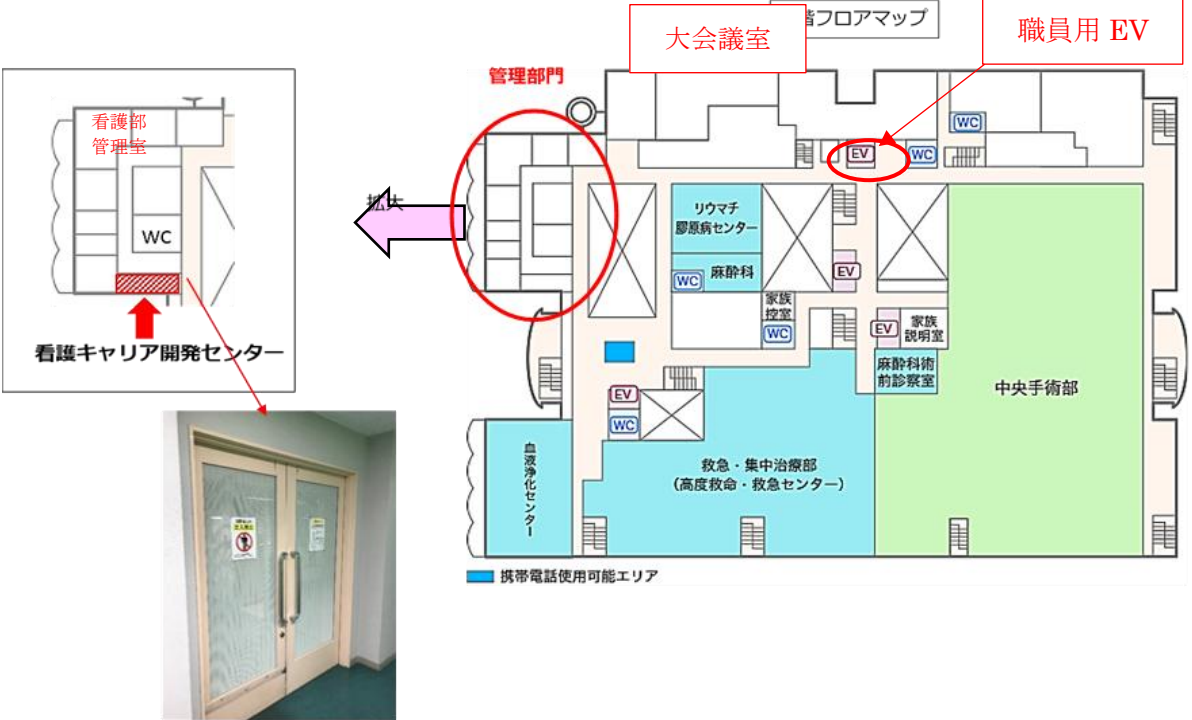 大会議室
階フロアマップ
職員用 EV
管理部門
看護部
管理室
WC
看護キャリア開発センター
拡大
WC
EV
WC
リウマチ
膠原病センター
WC
麻酔科
EV
家族
控室
WC
EV
家族
説明室
麻酔科術
前診察室
中央手術部
EV
WC
血液浄化センター
救急・集中治療部
(高度救命・救急センター)
携帯電話使用可能エリア